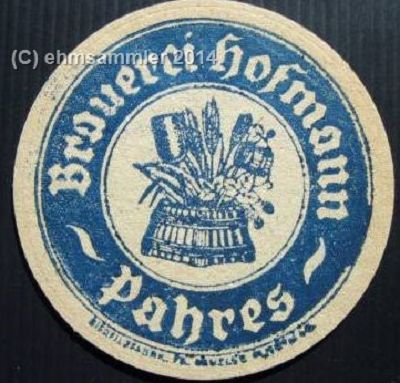 (C) ehmsammler 2014
Brauerei Hofmann
Pahres